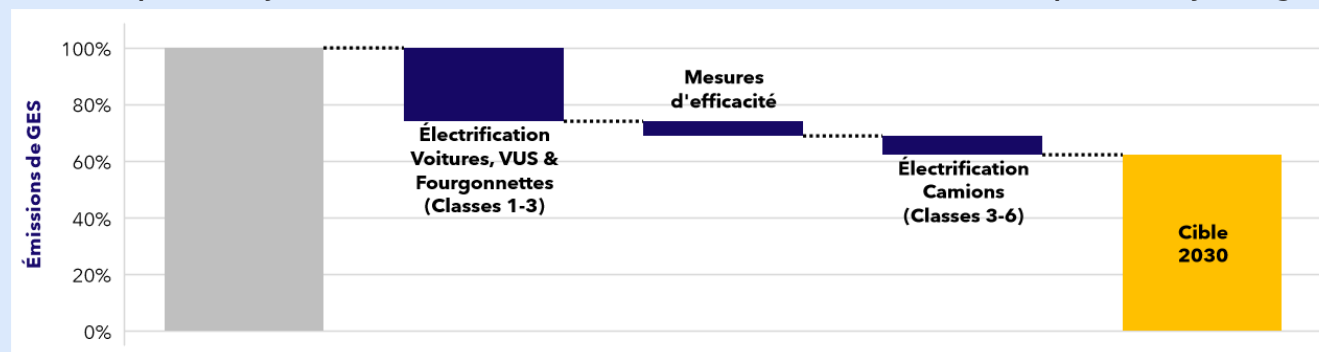 100%
80%
60%
40%
20%
0%
Émissions de GES
Électrification
Voitures, VUS &
Fourgonnettes
(Classes 1-3)
Mesures
d'efficacité
Électrification
Camions
(Classes 3-6)
Cible
2030